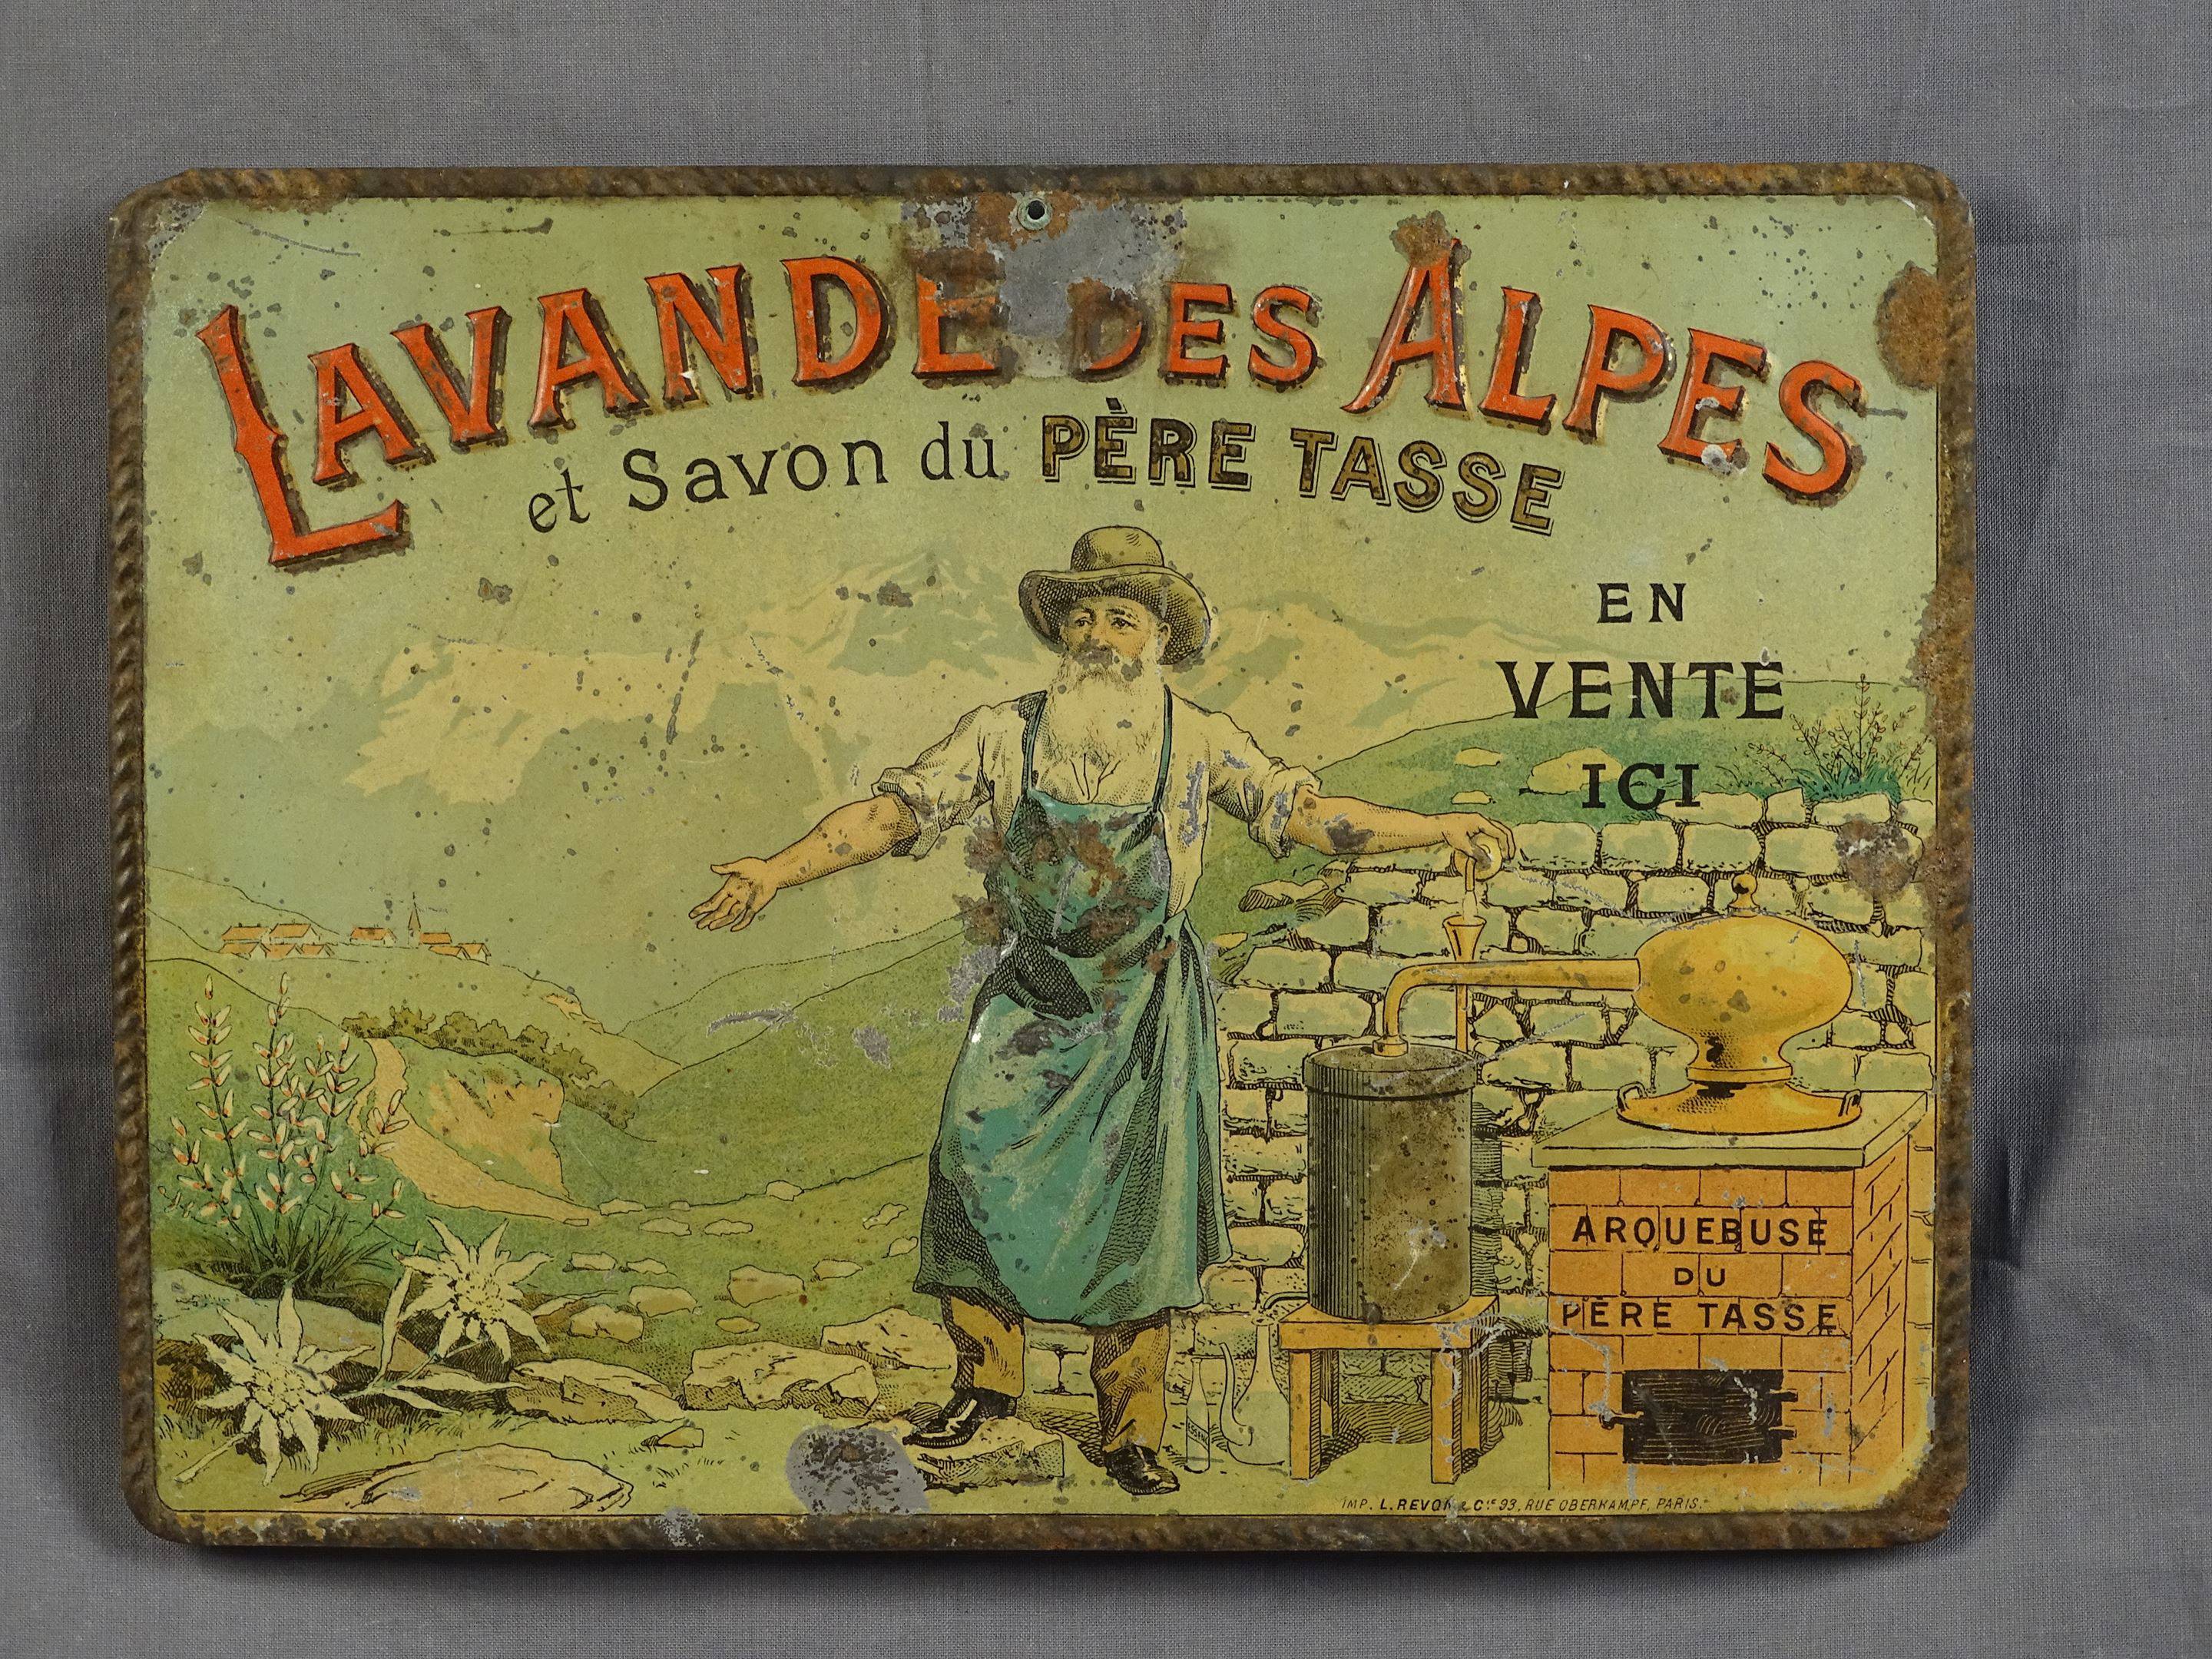 LAVANDE DES ALPES
et Savon du PÈRE TASSE
EN
VENTE
ICI
ARQUEBUSE
DU
PÈRE TASSE
IMP. L. REVON & Cie 93, RUE OBERKAMPF, PARIS.